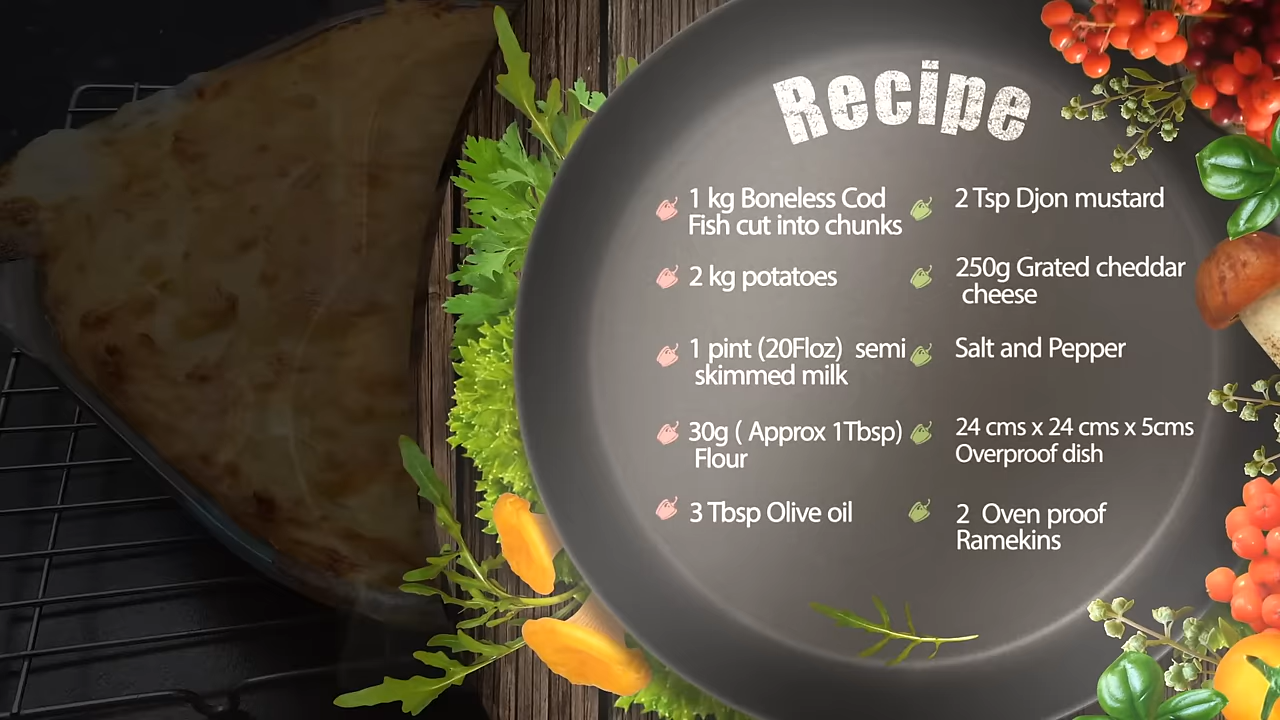 Recipe
1 kg Boneless Cod
Fish cut into chunks
2 kg potatoes
1 pint (20Floz)  semi
skimmed milk
30g ( Approx 1Tbsp)
Flour
3 Tbsp Olive oil
2 Tsp Djon mustard
250g Grated cheddar
cheese
Salt and Pepper
24 cms x 24 cms x 5cms
Overproof dish
2  Oven proof
Ramekins